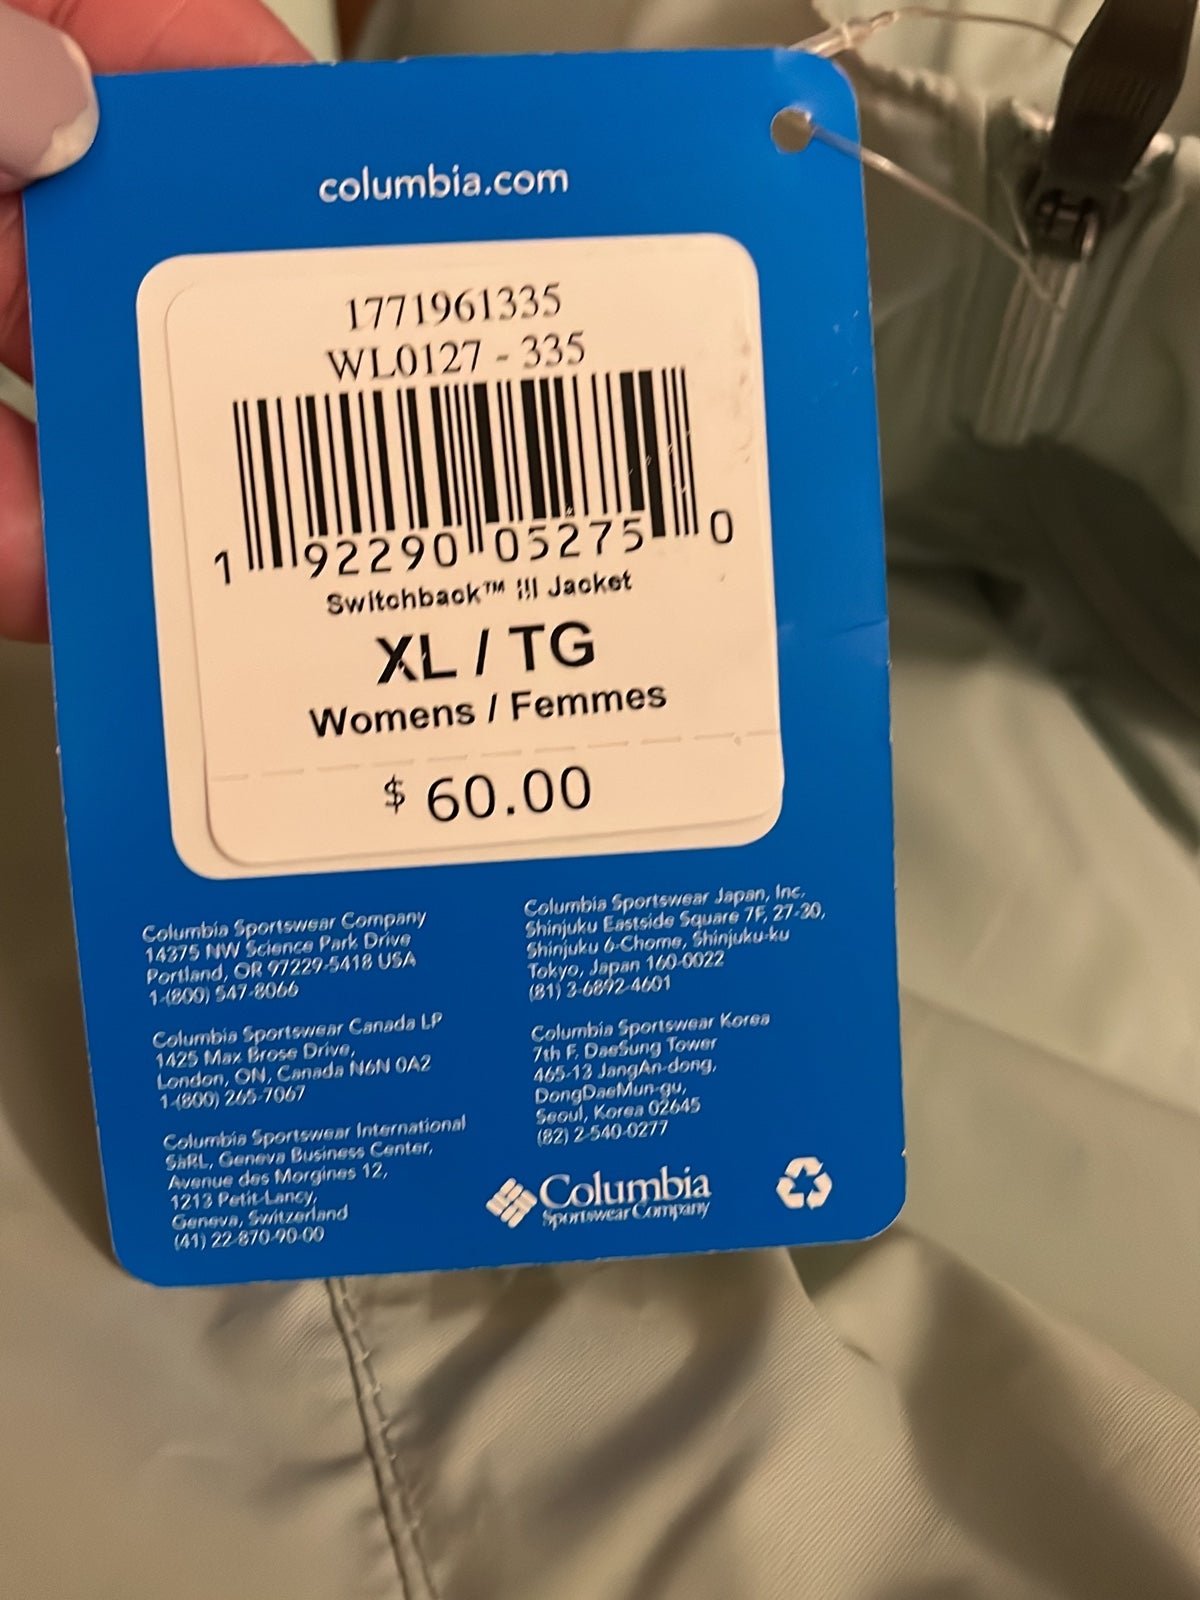 columbia.com
1771961335
WL0127 - 335
1 92290 05275 0
Switchback™ III Jacket
XL / TG
Womens / Femmes
$ 60.00
Columbia Sportswear Company
14375 NW Science Park Drive
Portland, OR 97229-5418 USA
1-(800) 547-8066
Columbia Sportswear Canada LP
1425 Max Brose Drive,
London, ON, Canada N6N 0A2
1-(800) 265-7067
Columbia Sportswear International
SàRL, Geneva Business Center,
Avenue des Morgines 12,
1213 Petit-Lancy,
Geneva, Switzerland
(41) 22-870-90-00
Columbia Sportswear Japan, Inc.
Shinjuku Eastside Square 7F, 27-30,
Shinjuku 6-Chome, Shinjuku-ku
Tokyo, Japan 160-0022
(81) 3-6892-4601
Columbia Sportswear Korea
7th F. DaeSung Tower
465-13 JangAn-dong,
DongDaeMun-gu,
Seoul, Korea 02645
(82) 2-540-0277
Columbia
Sportswear Company